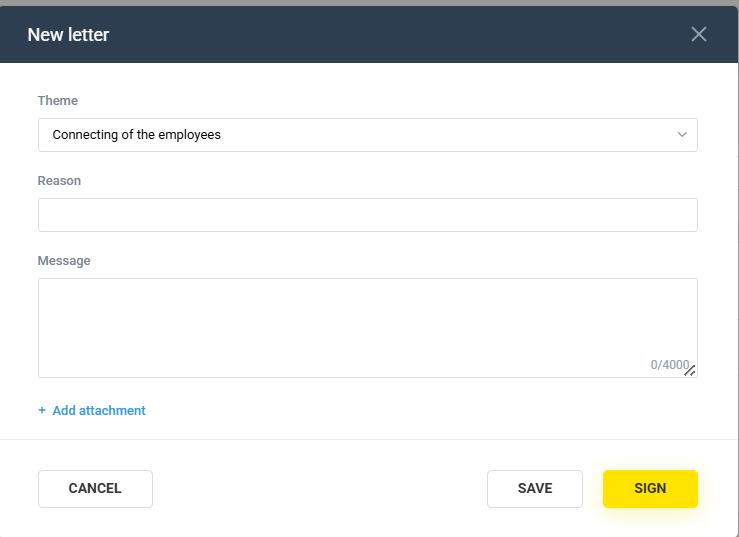 New letter
Theme
Connecting of the employees
Reason
Message
0/4000
+ Add attachment
CANCEL SAVE SIGN